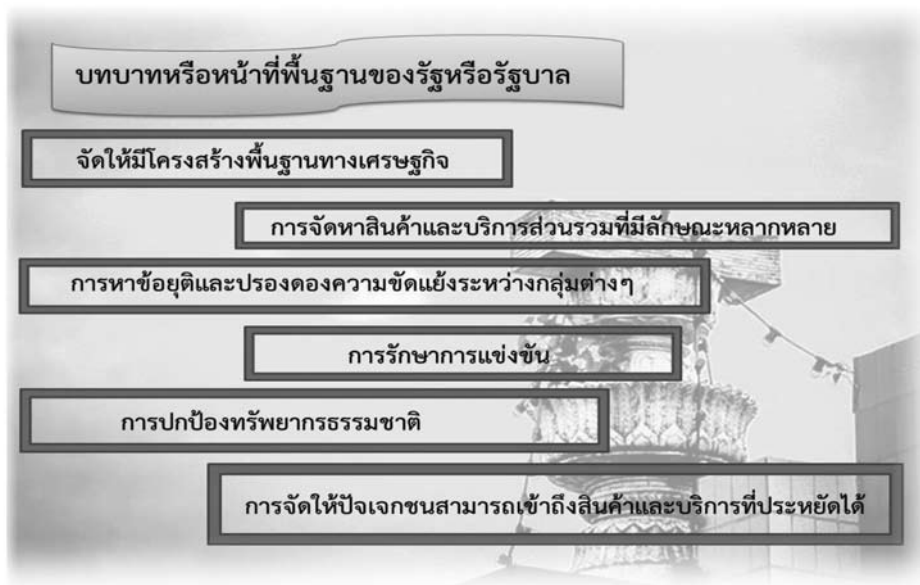 บทบาทหรือหน้าที่พื้นฐานของรัฐหรือรัฐบาล
จัดให้มีโครงสร้างพื้นฐานทางเศรษฐกิจ
การจัดหาสินค้าและบริการส่วนรวมที่มีลักษณะหลากหลาย
การหาข้อยุติและปรองดองความขัดแย้งระหว่างกลุ่มต่างๆ
การรักษาการแข่งขัน
การปกป้องทรัพยากรธรรมชาติ
การจัดให้ปัจเจกชนสามารถเข้าถึงสินค้าและบริการที่ประหยัดได้